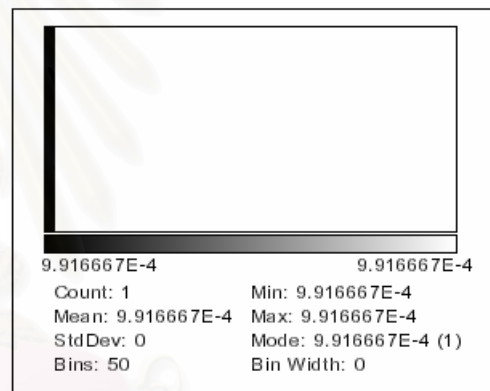 9.916667E-4 9.916667E-4
Count: 1 Min: 9.916667E-4
Mean: 9.916667E-4 Max: 9.916667E-4
StdDev: 0 Mode: 9.916667E-4 (1)
Bins: 50 Bin Width: 0